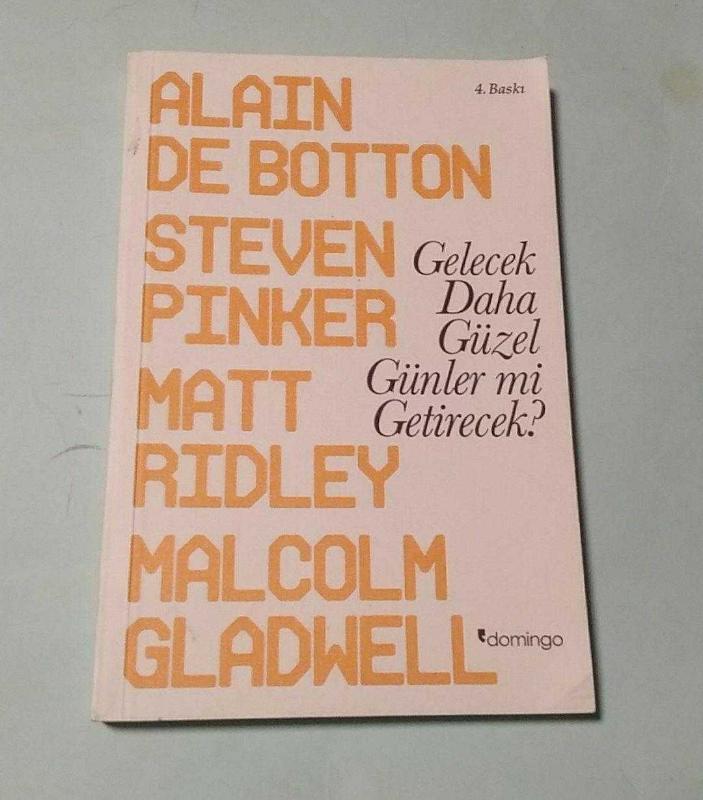 ALAIN
DE BOTTON
STEVEN
PINKER
MATT
RIDLEY
MALCOLM
GLADWELL
4. Baskı
Gelecek
Daha
Güzel
Günler mi
Getirecek?
domingo